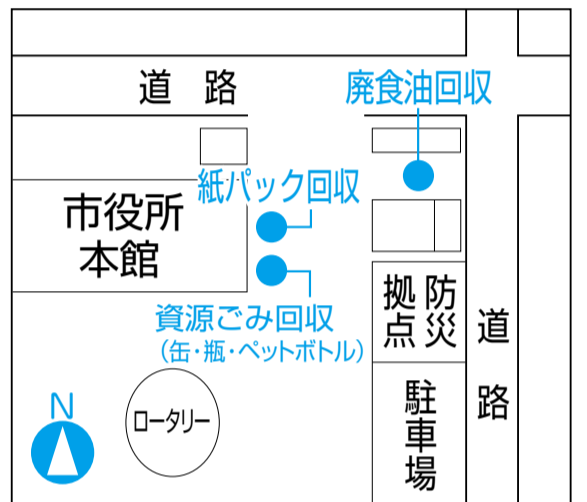 道路
廃食油回収
紙パック回収
市役所
本館
資源ごみ回収
(缶・瓶・ペットボトル)
防災
拠点
道路
N
ロータリー
駐車場